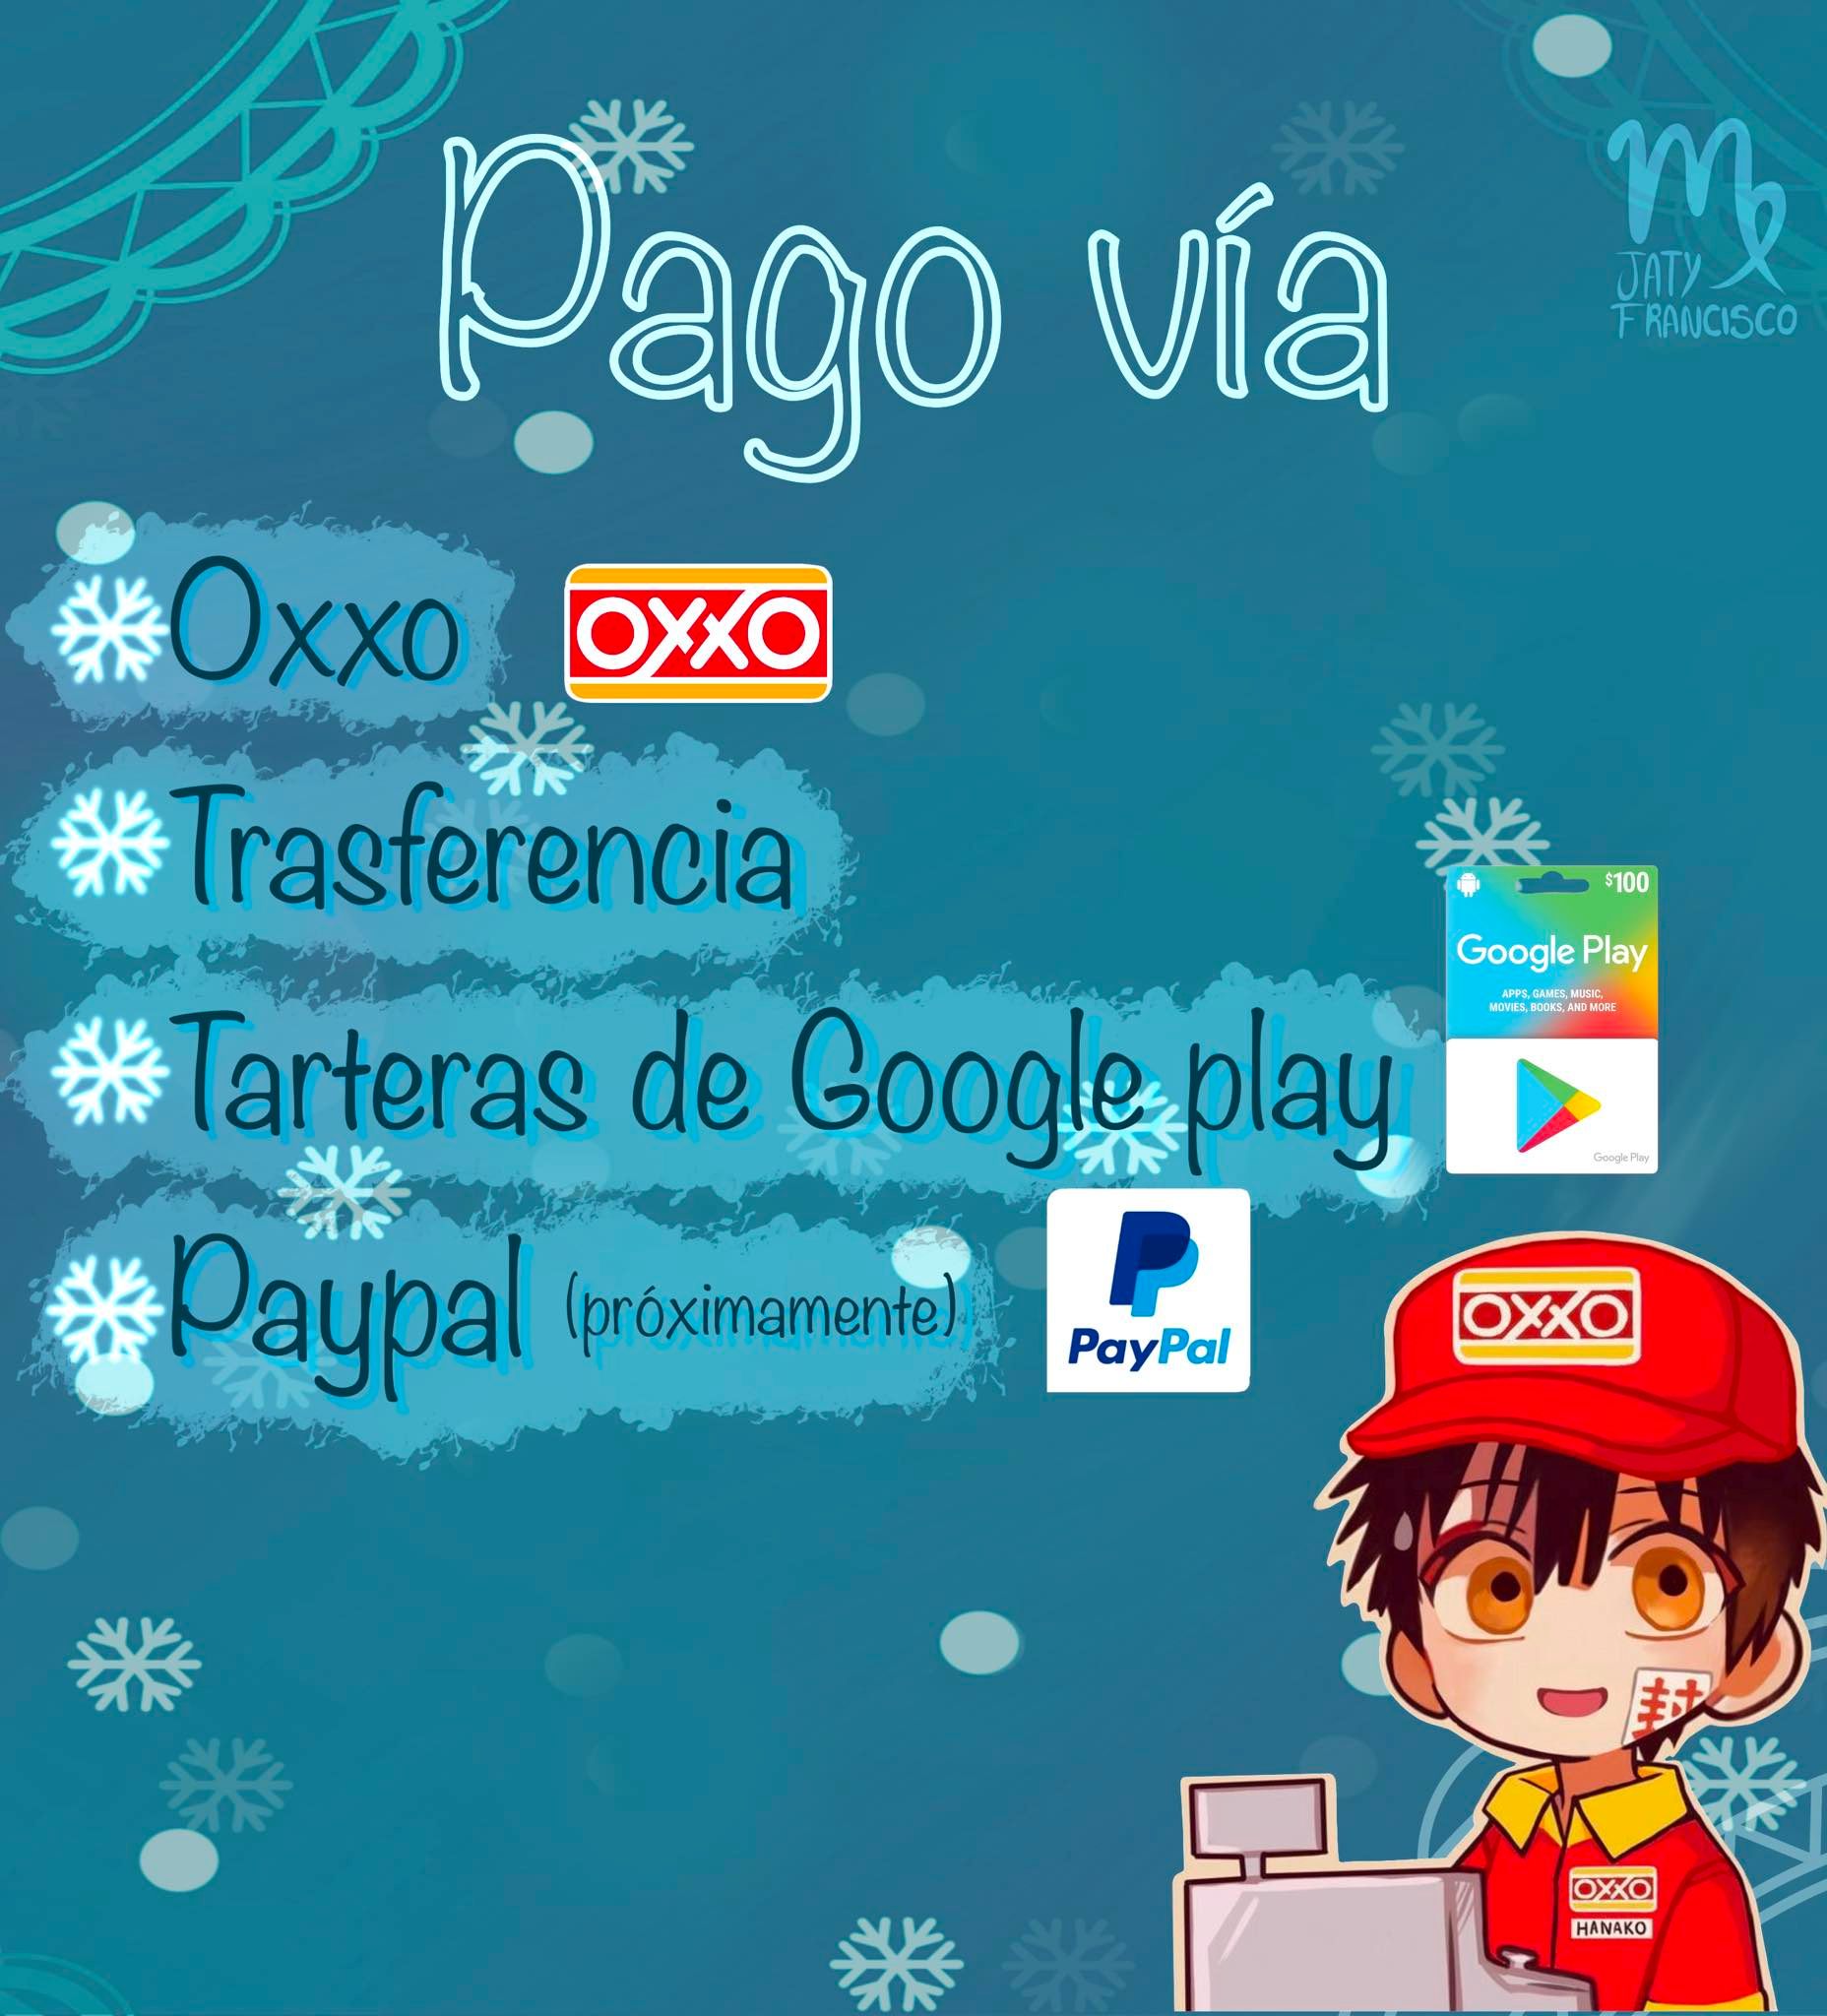 Pago vía
JATY
FRANCISCO
Oxxo
OXXO
Trasferencia
$100
Google Play
APPS, GAMES, MUSIC,
MOVIES, BOOKS, AND MORE
Tarteras de Google play
Google Play
Paypal (próximamente)
PayPal
OXXO
封
OXXO
HANAKO